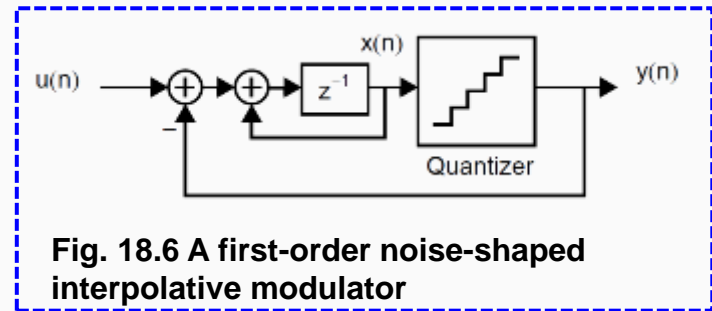 x(n)
u(n)
+
+
z⁻¹
y(n)
−
Quantizer
Fig. 18.6 A first-order noise-shaped
interpolative modulator